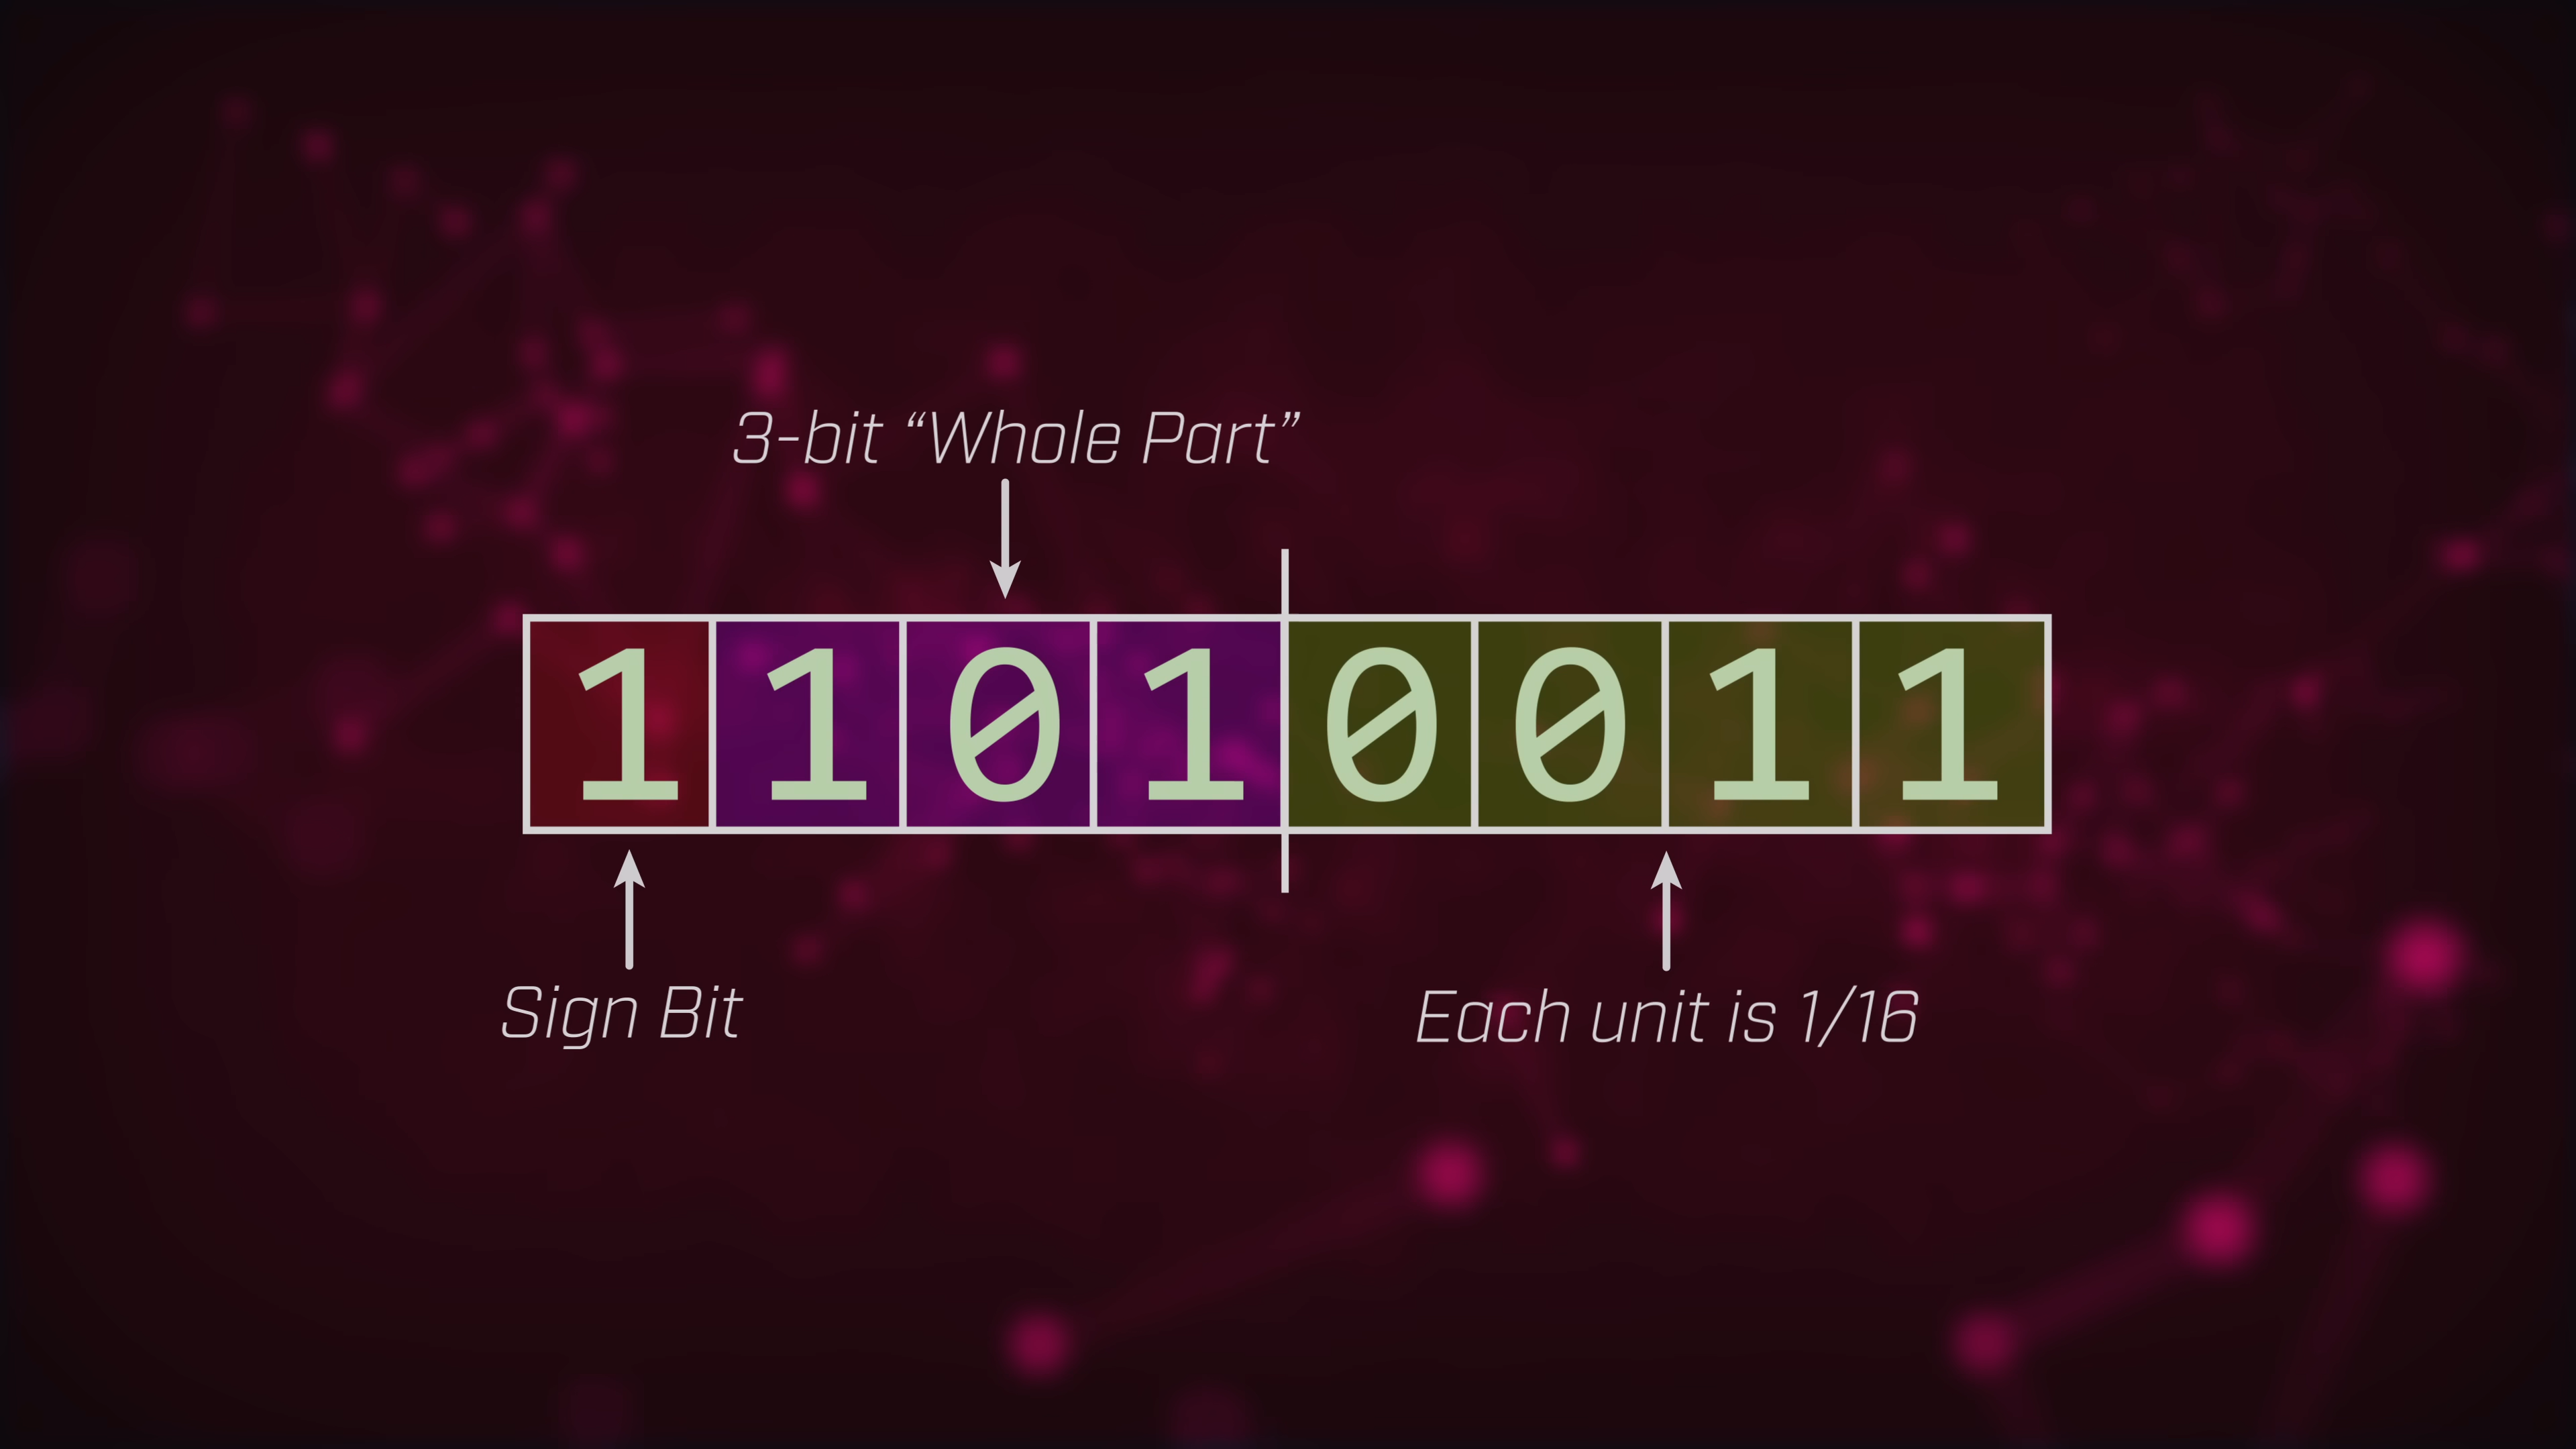 3-bit “Whole Part”
1 1 0 1 0 0 1 1
Sign Bit
Each unit is 1/16